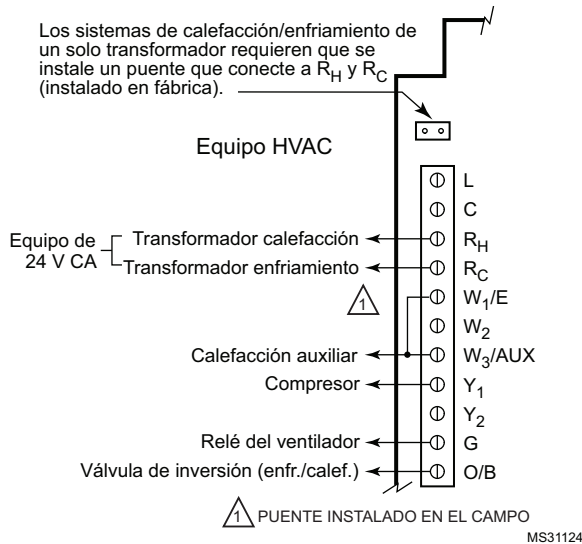 Los sistemas de calefacción/enfriamiento de
un solo transformador requieren que se
instale un puente que conecte a RH y RC
(instalado en fábrica).
Equipo HVAC
L
C
Equipo de
24 V CA
Transformador calefacción
RH
Transformador enfriamiento
RC
1
W1/E
W2
Calefacción auxiliar
W3/AUX
Compresor
Y1
Y2
Relé del ventilador
G
Válvula de inversión (enfr./calef.)
O/B
1 PUENTE INSTALADO EN EL CAMPO
MS31124